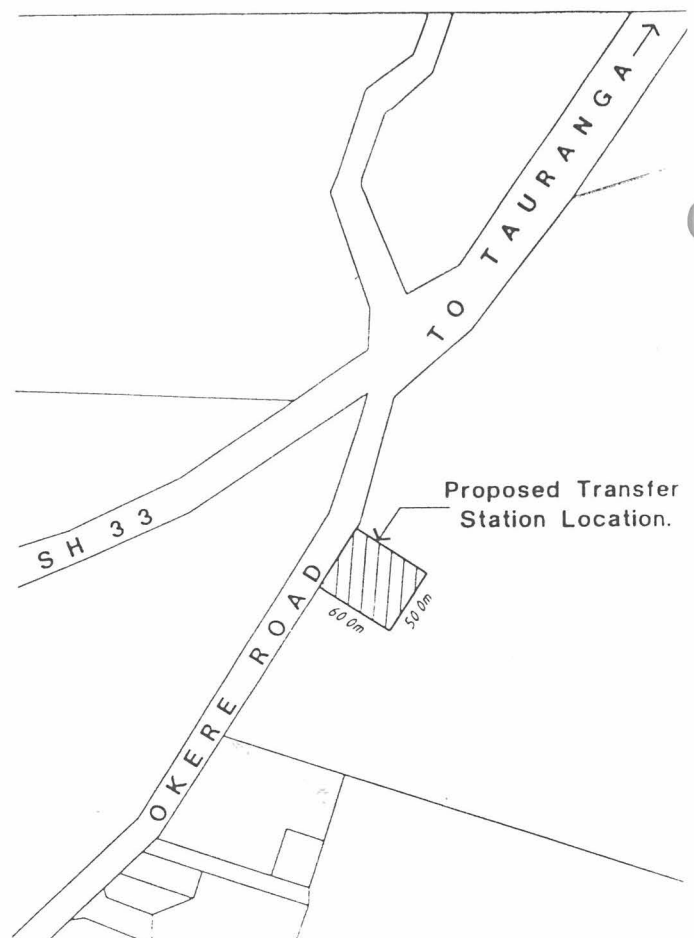 TO TAURANGA
Proposed Transfer
Station Location.
SH 33
60.0m
50.0m
OKERE ROAD